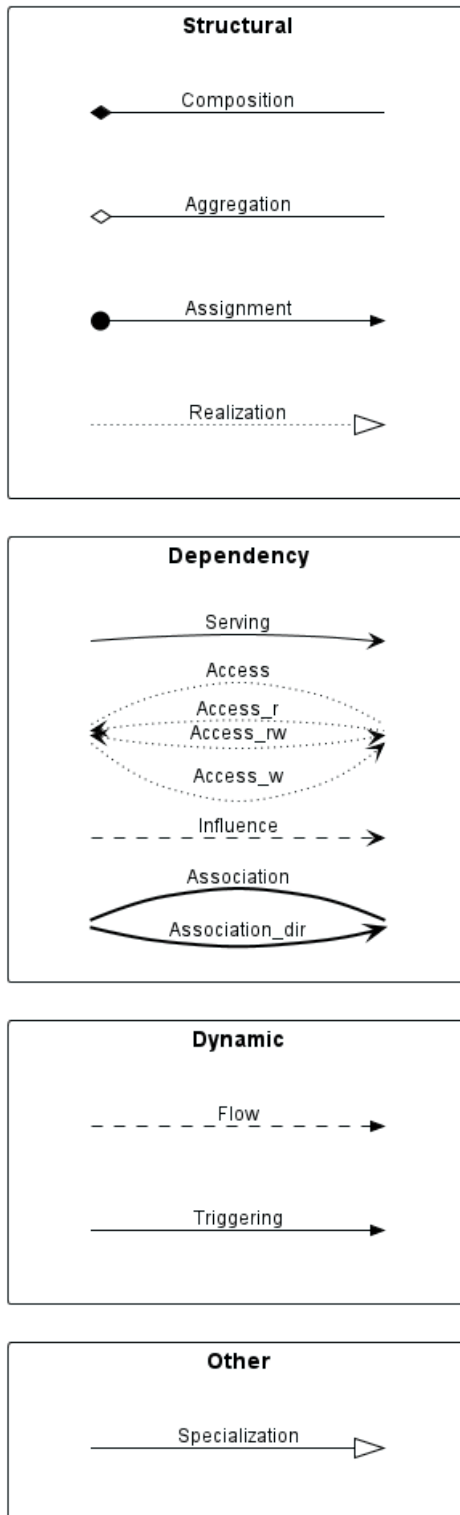 Structural
Composition
Aggregation
Assignment
Realization
Dependency
Serving
Access
Access_r
Access_rw
Access_w
Influence
Association
Association_dir
Dynamic
Flow
Triggering
Other
Specialization